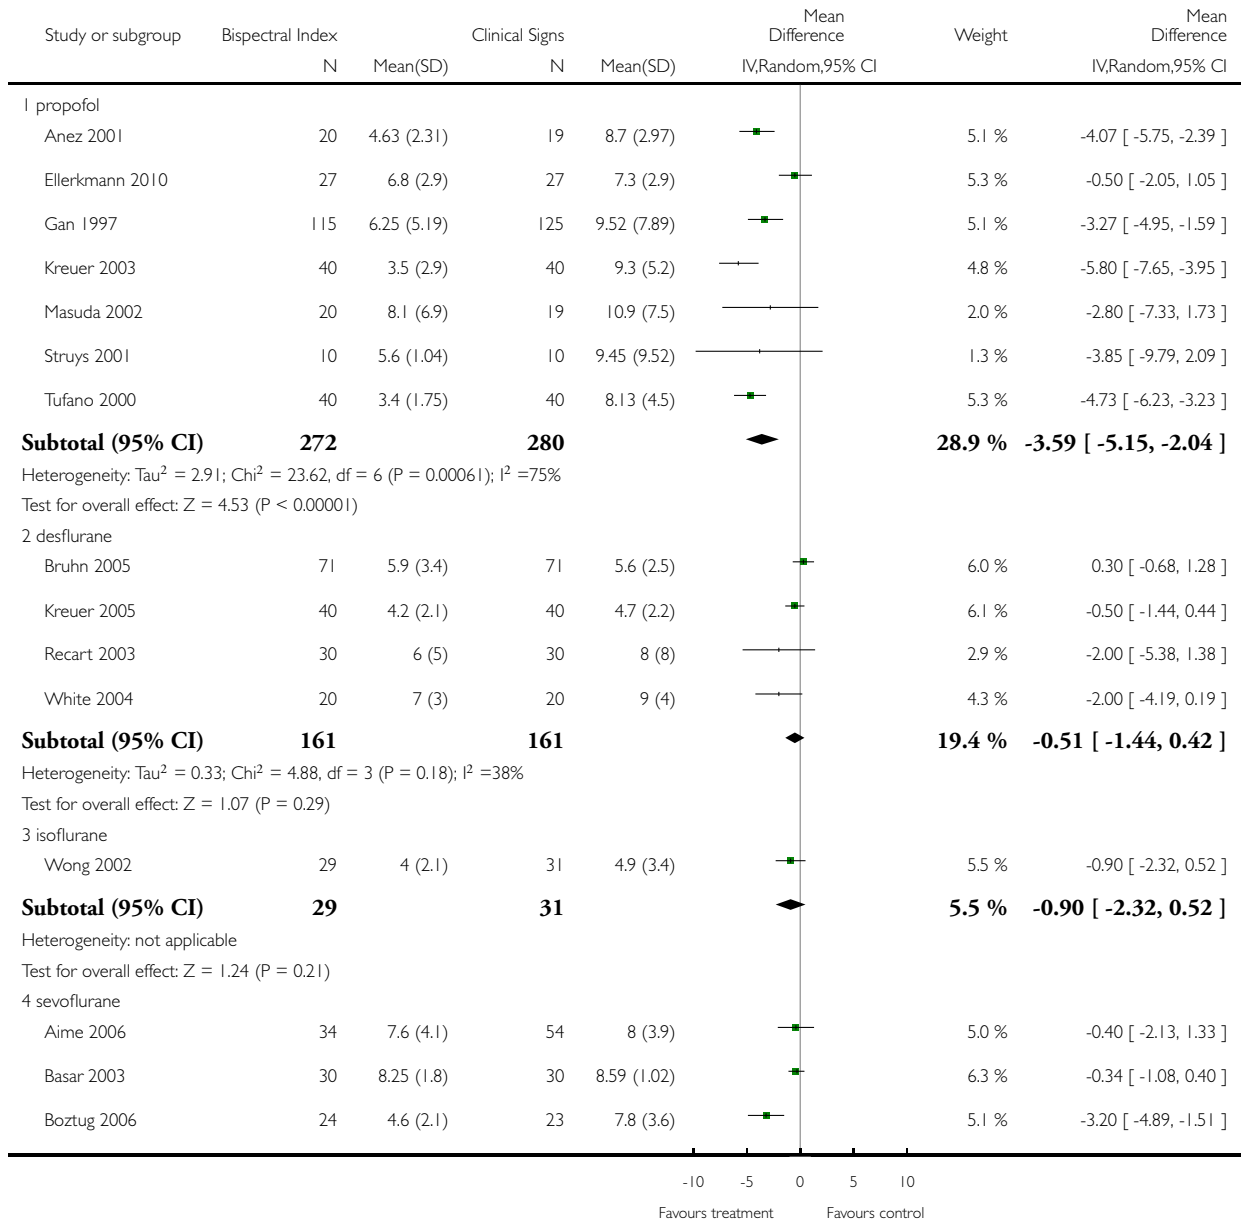 Study or subgroup Bispectral Index Clinical Signs Mean Difference Weight Mean Difference
N Mean(SD) N Mean(SD) IV,Random,95% CI IV,Random,95% CI
1 propofol
Anez 2001 20 4.63 (2.31) 19 8.7 (2.97) 5.1 % -4.07 [ -5.75, -2.39 ]
Ellerkmann 2010 27 6.8 (2.9) 27 7.3 (2.9) 5.3 % -0.50 [ -2.05, 1.05 ]
Gan 1997 115 6.25 (5.19) 125 9.52 (7.89) 5.1 % -3.27 [ -4.95, -1.59 ]
Kreuer 2003 40 3.5 (2.9) 40 9.3 (5.2) 4.8 % -5.80 [ -7.65, -3.95 ]
Masuda 2002 20 8.1 (6.9) 19 10.9 (7.5) 2.0 % -2.80 [ -7.33, 1.73 ]
Struys 2001 10 5.6 (1.04) 10 9.45 (9.52) 1.3 % -3.85 [ -9.79, 2.09 ]
Tufano 2000 40 3.4 (1.75) 40 8.13 (4.5) 5.3 % -4.73 [ -6.23, -3.23 ]
Subtotal (95% CI) 272 280 28.9 % -3.59 [ -5.15, -2.04 ]
Heterogeneity: Tau² = 2.91; Chi² = 23.62, df = 6 (P = 0.00061); I² =75%
Test for overall effect: Z = 4.53 (P < 0.00001)
2 desflurane
Bruhn 2005 71 5.9 (3.4) 71 5.6 (2.5) 6.0 % 0.30 [ -0.68, 1.28 ]
Kreuer 2005 40 4.2 (2.1) 40 4.7 (2.2) 6.1 % -0.50 [ -1.44, 0.44 ]
Recart 2003 30 6 (5) 30 8 (8) 2.9 % -2.00 [ -5.38, 1.38 ]
White 2004 20 7 (3) 20 9 (4) 4.3 % -2.00 [ -4.19, 0.19 ]
Subtotal (95% CI) 161 161 19.4 % -0.51 [ -1.44, 0.42 ]
Heterogeneity: Tau² = 0.33; Chi² = 4.88, df = 3 (P = 0.18); I² =38%
Test for overall effect: Z = 1.07 (P = 0.29)
3 isoflurane
Wong 2002 29 4 (2.1) 31 4.9 (3.4) 5.5 % -0.90 [ -2.32, 0.52 ]
Subtotal (95% CI) 29 31 5.5 % -0.90 [ -2.32, 0.52 ]
Heterogeneity: not applicable
Test for overall effect: Z = 1.24 (P = 0.21)
4 sevoflurane
Aime 2006 34 7.6 (4.1) 54 8 (3.9) 5.0 % -0.40 [ -2.13, 1.33 ]
Basar 2003 30 8.25 (1.8) 30 8.59 (1.02) 6.3 % -0.34 [ -1.08, 0.40 ]
Boztug 2006 24 4.6 (2.1) 23 7.8 (3.6) 5.1 % -3.20 [ -4.89, -1.51 ]
-10 -5 0 5 10
Favours treatment Favours control